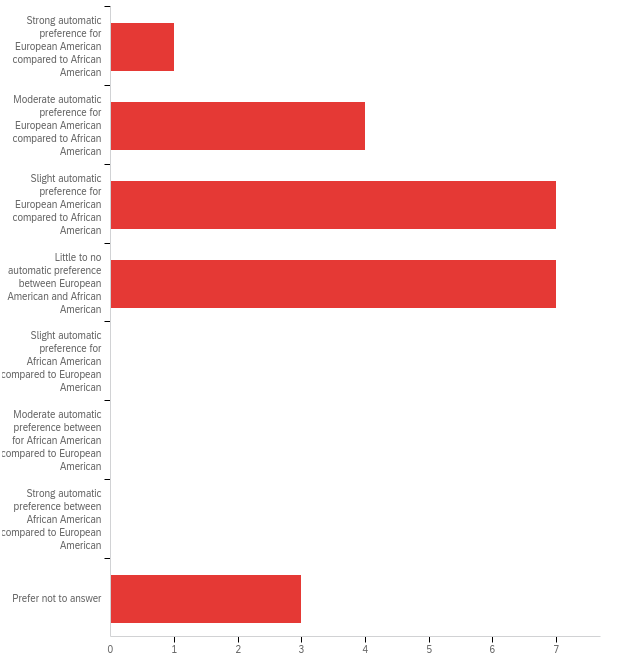 Strong automatic
preference for
European American
compared to African
American
Moderate automatic
preference for
European American
compared to African
American
Slight automatic
preference for
European American
compared to African
American
Little to no
automatic preference
between European
American and African
American
Slight automatic
preference for
African American
compared to European
American
Moderate automatic
preference between
for African American
compared to European
American
Strong automatic
preference between
African American
compared to European
American
Prefer not to answer
0 1 2 3 4 5 6 7